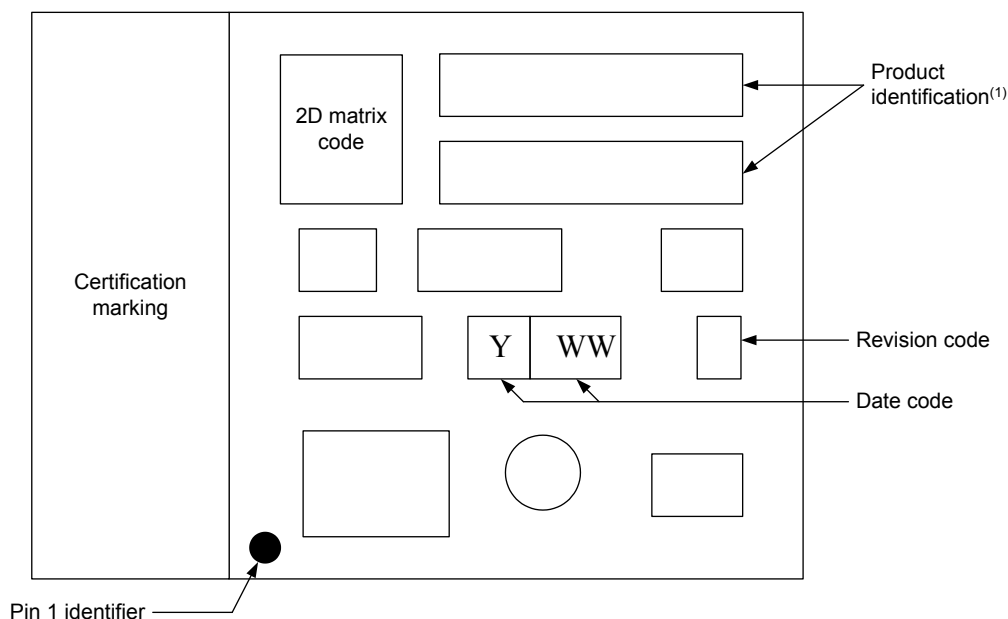 2D matrix
code
Product
identification(1)
Certification
marking
Y WW
Revision code
Date code
Pin 1 identifier